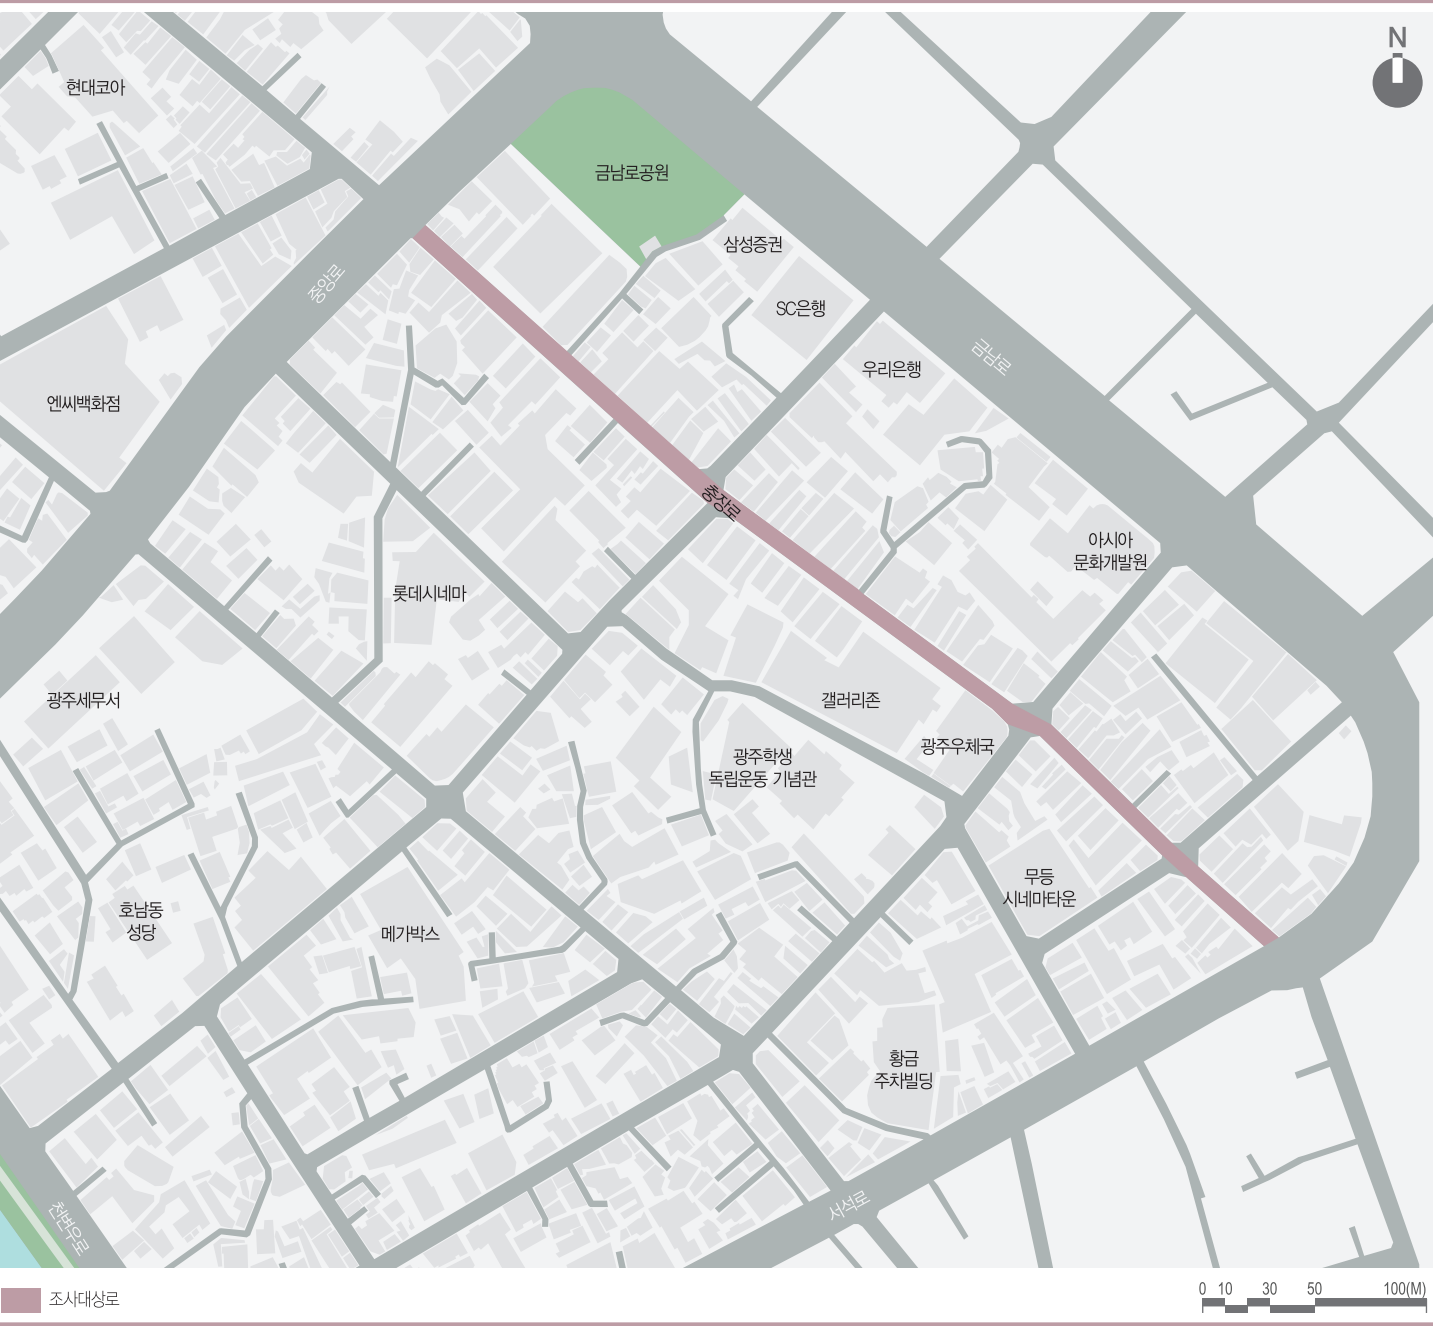 N
현대코아
금남로공원
삼성증권
중앙로
SC은행
금남로
우리은행
엔씨백화점
충장로
아시아
문화개발원
롯데시네마
광주세무서
갤러리존
광주우체국
광주학생
독립운동 기념관
무등
시네마타운
호남동
성당
메가박스
황금
주차빌딩
서석로
천변우로
조사대상로
0 10 30 50 100(M)